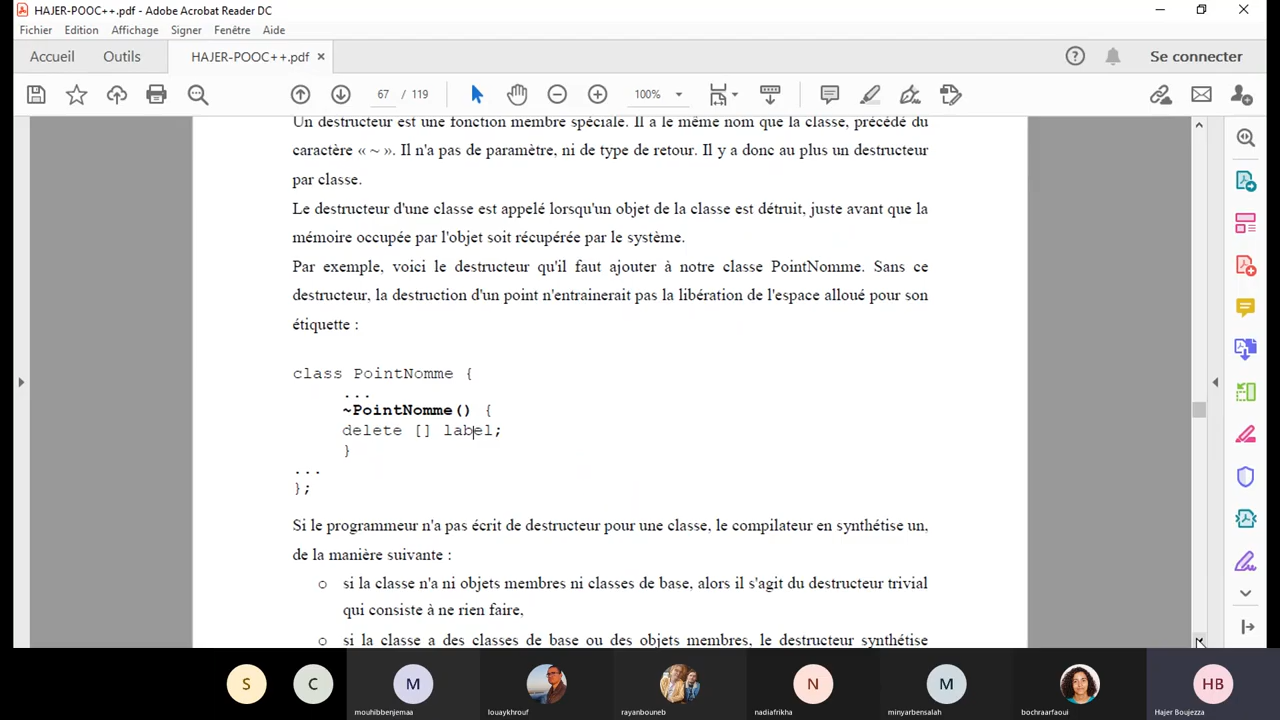 HAJER-POOC++.pdf - Adobe Acrobat Reader DC
Fichier Edition Affichage Signer Fenêtre Aide
Accueil Outils HAJER-POOC++.pdf × Se connecter
67 / 119 100%
Un destructeur est une fonction membre spéciale. Il a le même nom que la classe, précédé du
caractère « ~ ». Il n'a pas de paramètre, ni de type de retour. Il y a donc au plus un destructeur
par classe.
Le destructeur d'une classe est appelé lorsqu'un objet de la classe est détruit, juste avant que la
mémoire occupée par l'objet soit récupérée par le système.
Par exemple, voici le destructeur qu'il faut ajouter à notre classe PointNomme. Sans ce
destructeur, la destruction d'un point n'entrainerait pas la libération de l'espace alloué pour son
étiquette :
class PointNomme {
...
~PointNomme() {
delete [] label;
}
...
};
Si le programmeur n'a pas écrit de destructeur pour une classe, le compilateur en synthétise un,
de la manière suivante :
o si la classe n'a ni objets membres ni classes de base, alors il s'agit du destructeur trivial
qui consiste à ne rien faire,
o si la classe a des classes de base ou des objets membres, le destructeur synthétise
S C M N M HB
mouhibbenjemaa louaykhrouf rayanbouneb nadiafrikha minyarbensalah bochraarfaoui Hajer Boujezza